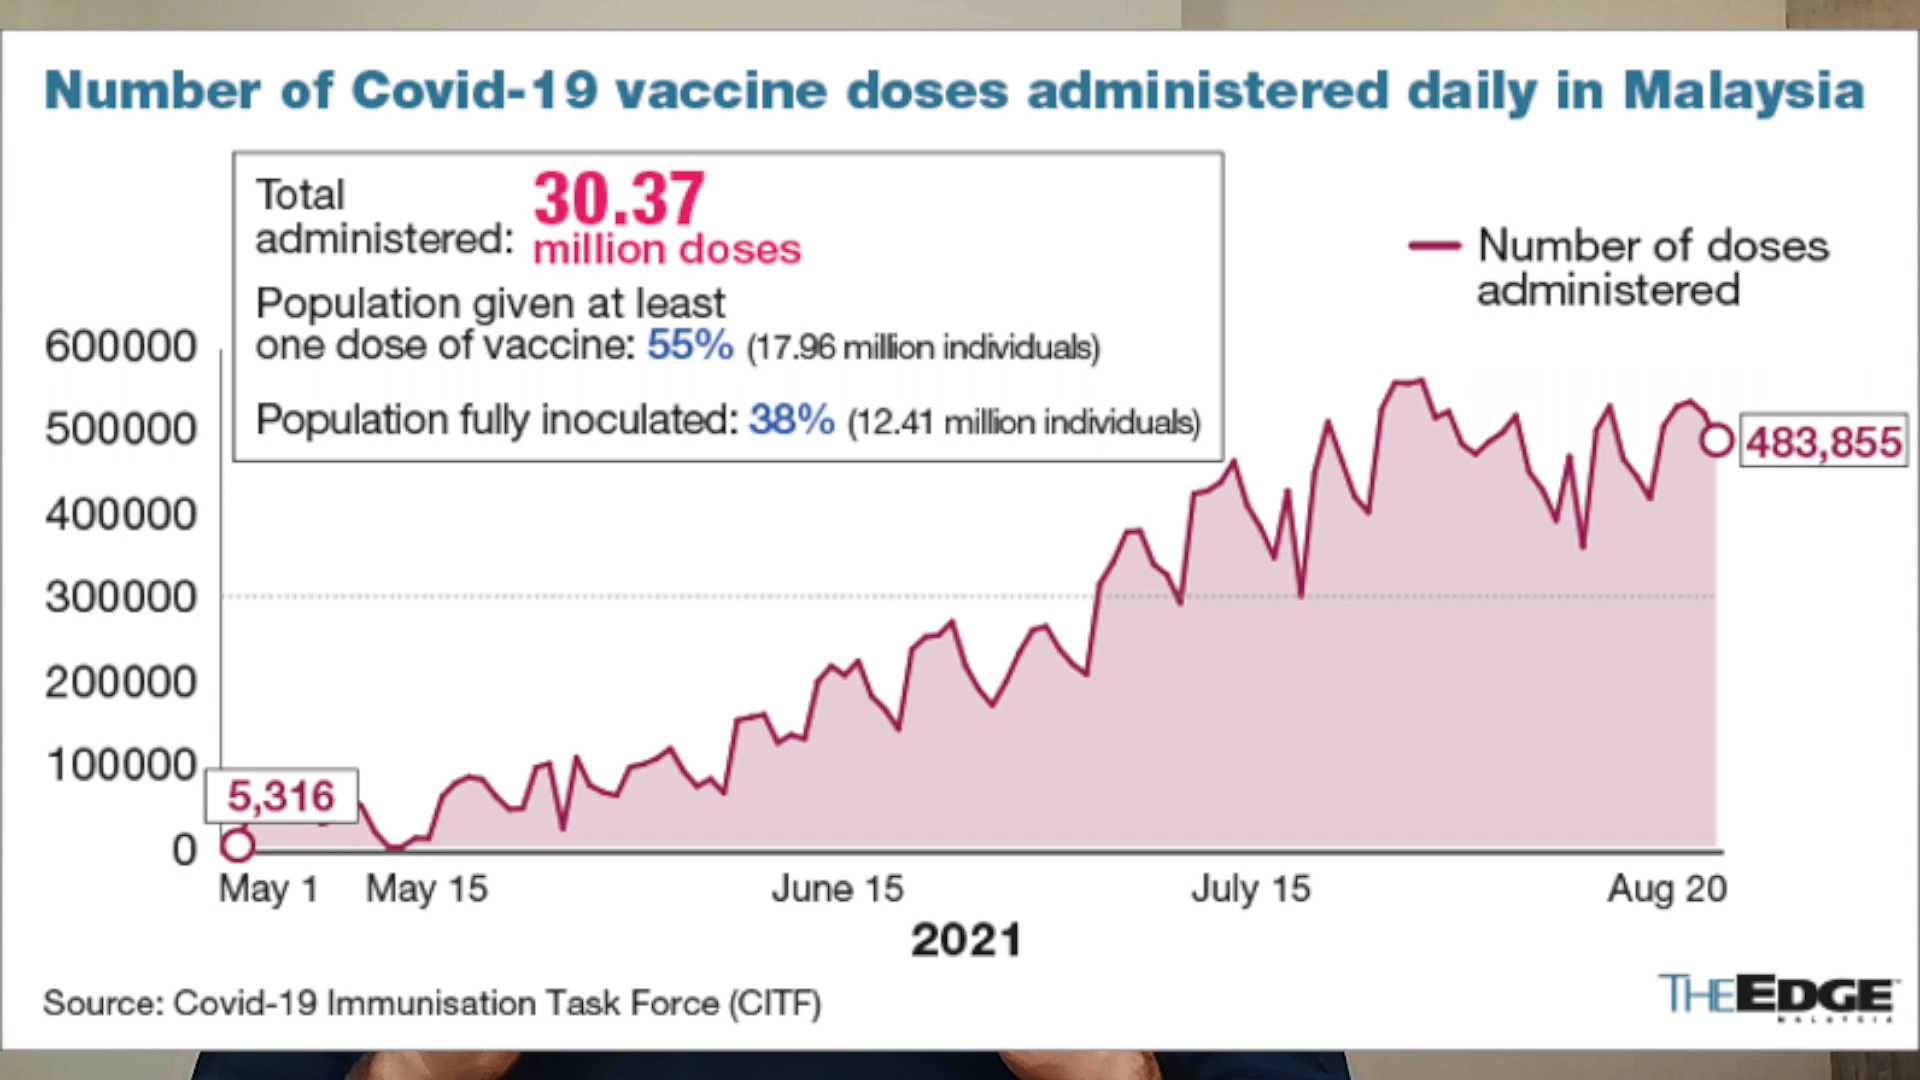 Number of Covid-19 vaccine doses administered daily in Malaysia
Total
administered:
30.37
million doses
Population given at least
one dose of vaccine: 55% (17.96 million individuals)
Population fully inoculated: 38% (12.41 million individuals)
Number of doses
administered
600000
500000
400000
300000
200000
100000
0
5,316
483,855
May 1
May 15
June 15
July 15
Aug 20
2021
Source: Covid-19 Immunisation Task Force (CITF)
THE EDGE
MALAYSIA